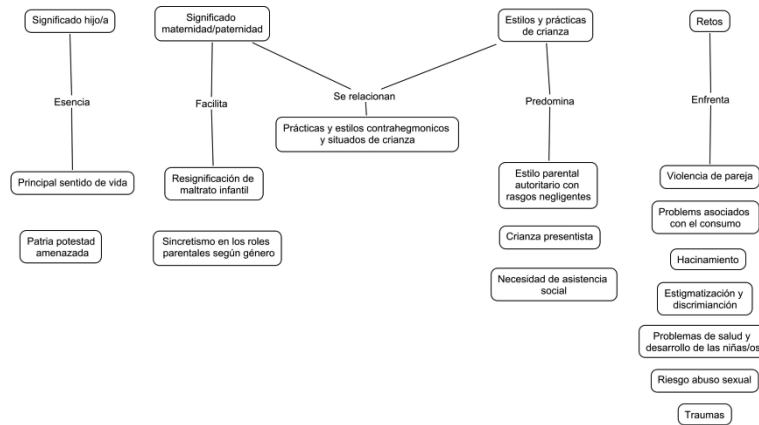 Significado hijo/a
Significado
maternidad/paternidad
Estilos y prácticas
de crianza
Retos
Esencia
Facilita
Se relacionan
Predomina
Enfrenta
Prácticas y estilos contrahegmonicos
y situados de crianza
Principal sentido de vida
Resignificación de
maltrato infantil
Estilo parental
autoritario con
rasgos negligentes
Violencia de pareja
Patria potestad
amenazada
Sincretismo en los roles
parentales según género
Crianza presentista
Problems asociados
con el consumo
Necesidad de asistencia
social
Hacinamiento
Estigmatización y
discrimianción
Problemas de salud y
desarrollo de las niñas/os
Riesgo abuso sexual
Traumas